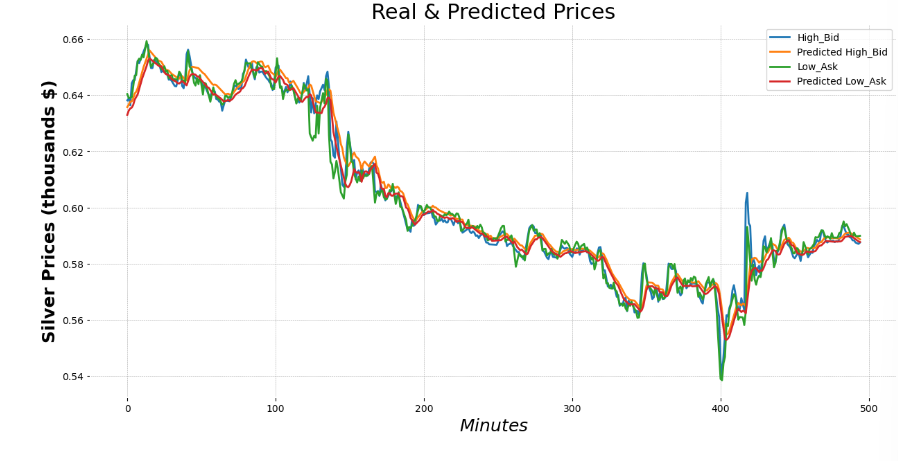 Real & Predicted Prices
High_Bid
Predicted High_Bid
Low_Ask
Predicted Low_Ask
Silver Prices (thousands $)
0.66
0.64
0.62
0.60
0.58
0.56
0.54
0 100 200 300 400 500
Minutes